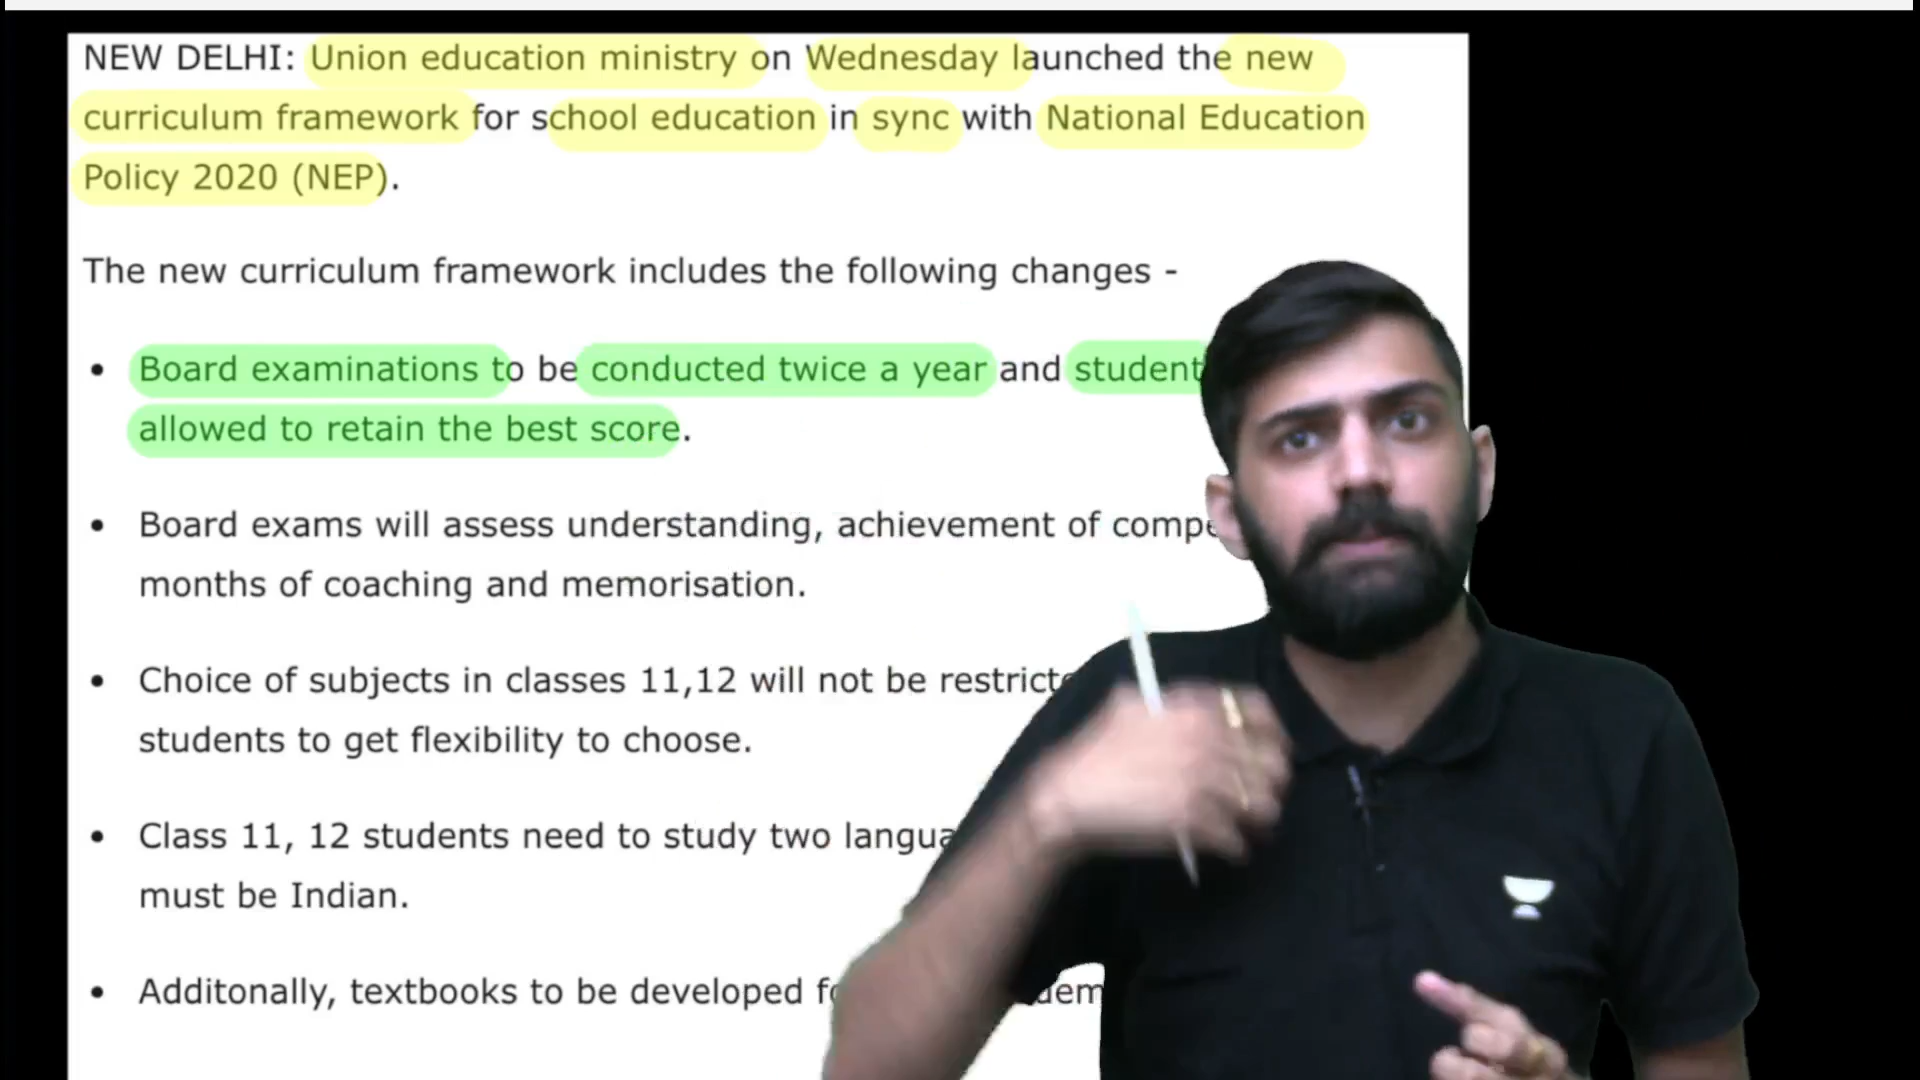 NEW DELHI: Union education ministry on Wednesday launched the new
curriculum framework for school education in sync with National Education
Policy 2020 (NEP).
The new curriculum framework includes the following changes -
• Board examinations to be conducted twice a year and student
allowed to retain the best score.
• Board exams will assess understanding, achievement of
months of coaching and memorisation.
• Choice of subjects in classes 11,12 will not be
students to get flexibility to choose.
• Class 11, 12 students need to study two
must be Indian.
• Additonally, textbooks to be developed